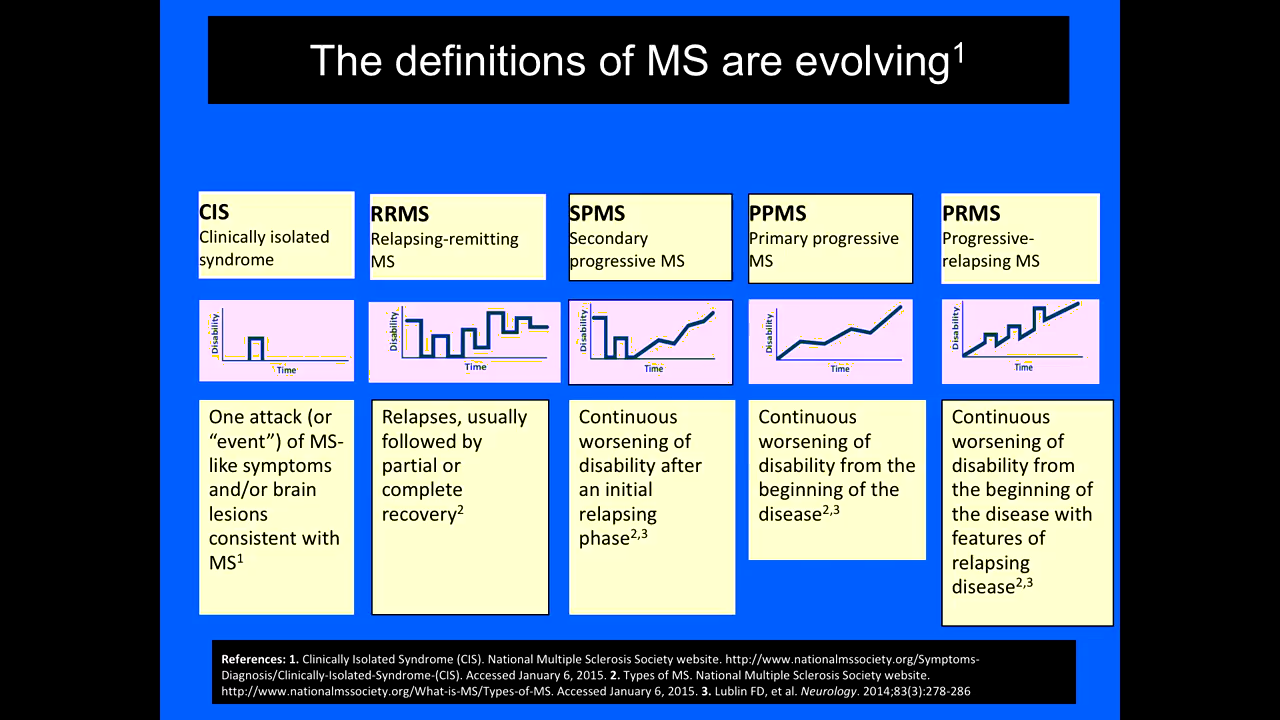 The definitions of MS are evolving¹
CIS
Clinically isolated
syndrome
RRMS
Relapsing-remitting
MS
SPMS
Secondary
progressive MS
PPMS
Primary progressive
MS
PRMS
Progressive-
relapsing MS
Disability
Time
Disability
Time
Disability
Time
Disability
Time
Disability
Time
One attack (or
“event”) of MS-
like symptoms
and/or brain
lesions
consistent with
MS¹
Relapses, usually
followed by
partial or
complete
recovery²
Continuous
worsening of
disability after
an initial
relapsing
phase²,³
Continuous
worsening of
disability from the
beginning of the
disease²,³
Continuous
worsening of
disability from
the beginning of
the disease with
features of
relapsing
disease²,³
References: 1. Clinically Isolated Syndrome (CIS). National Multiple Sclerosis Society website. http://www.nationalmssociety.org/Symptoms-
Diagnosis/Clinically-Isolated-Syndrome-(CIS). Accessed January 6, 2015. 2. Types of MS. National Multiple Sclerosis Society website.
http://www.nationalmssociety.org/What-is-MS/Types-of-MS. Accessed January 6, 2015. 3. Lublin FD, et al. Neurology. 2014;83(3):278-286